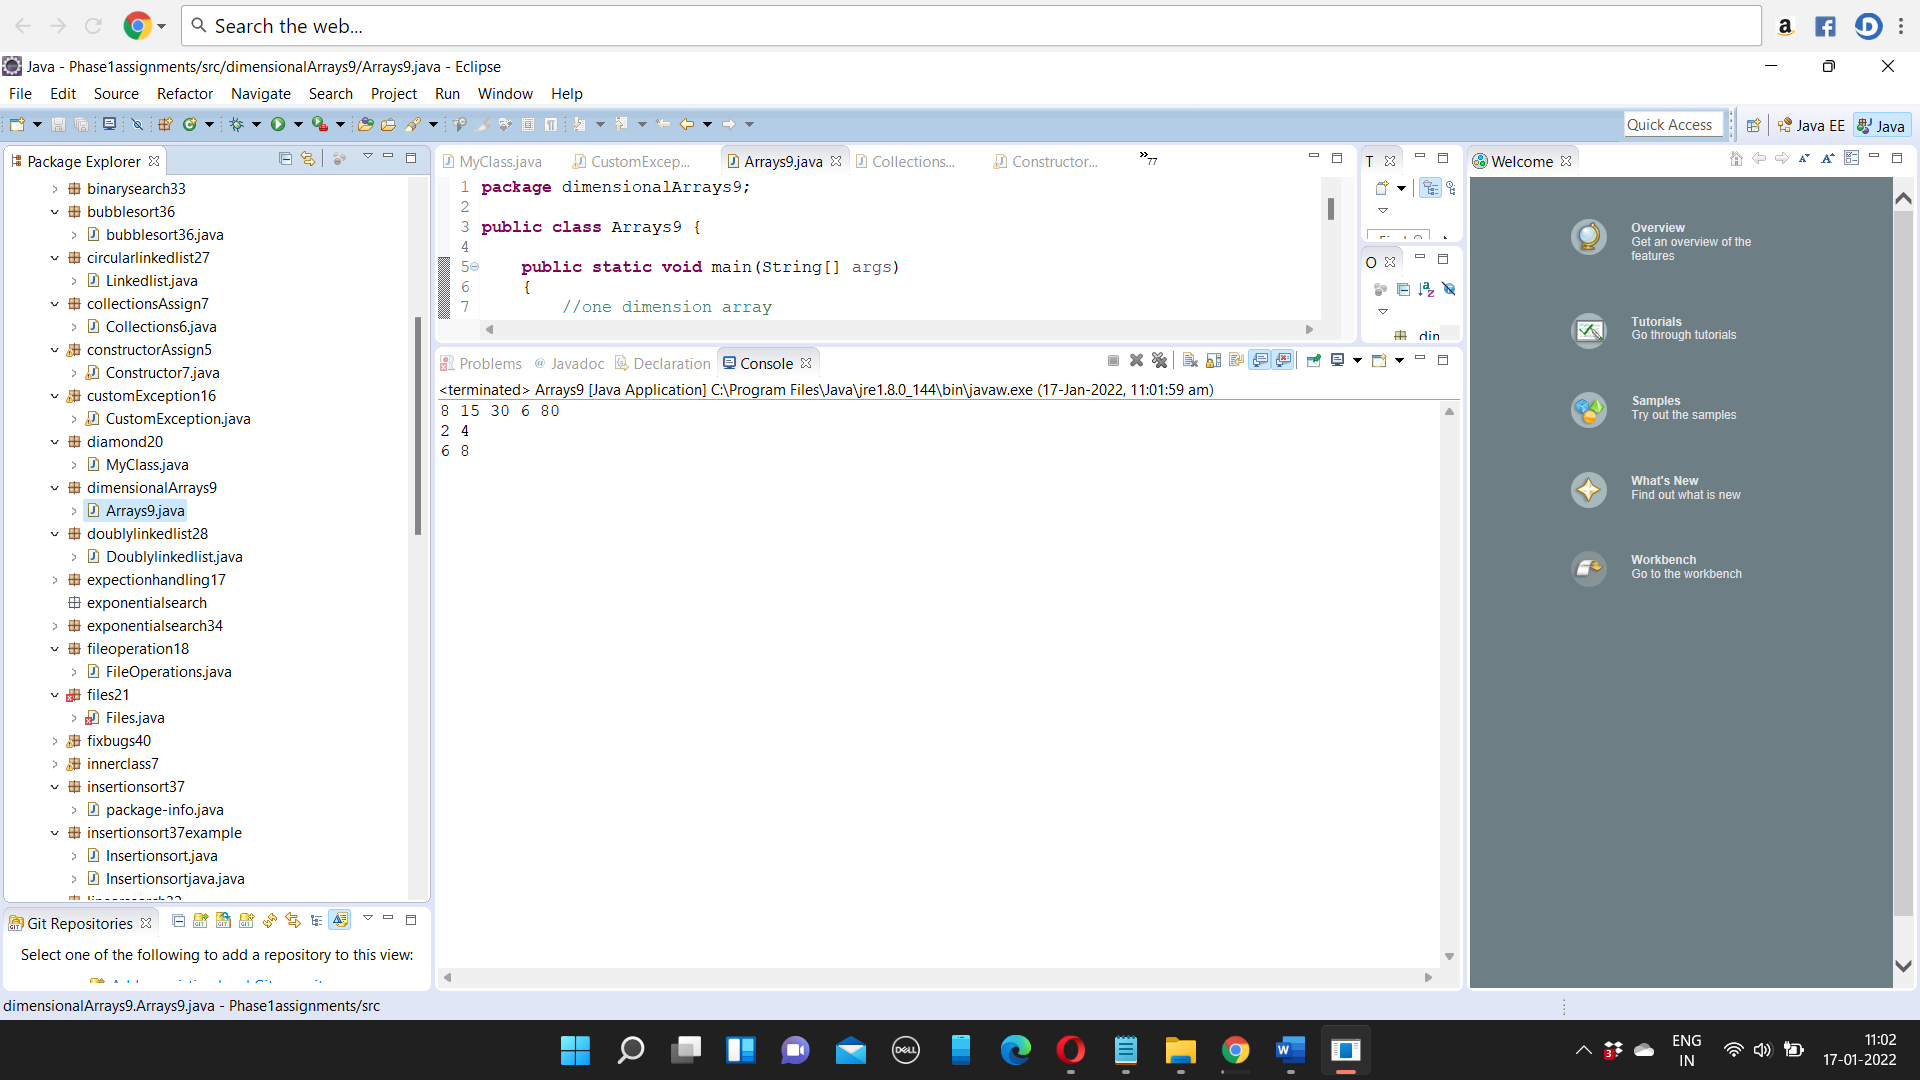 Search the web...
Java - Phase1assignments/src/dimensionalArrays9/Arrays9.java - Eclipse
File Edit Source Refactor Navigate Search Project Run Window Help
Quick Access
Java EE
Java
Package Explorer
binarysearch33
bubblesort36
bubblesort36.java
circularlinkedlist27
Linkedlist.java
collectionsAssign7
Collections6.java
constructorAssign5
Constructor7.java
customException16
CustomException.java
diamond20
MyClass.java
dimensionalArrays9
Arrays9.java
doublylinkedlist28
Doublylinkedlist.java
expectionhandling17
exponentialsearch
exponentialsearch34
fileoperation18
FileOperations.java
files21
Files.java
fixbugs40
innerclass7
insertionsort37
package-info.java
insertionsort37example
Insertionsort.java
Insertionsortjava.java
Git Repositories
Select one of the following to add a repository to this view:
MyClass.java CustomExcep... Arrays9.java Collections... Constructor... »77
1 package dimensionalArrays9;
2
3 public class Arrays9 {
4
5 public static void main(String[] args)
6 {
7 //one dimension array
T
O
Problems @ Javadoc Declaration Console
<terminated> Arrays9 [Java Application] C:\Program Files\Java\jre1.8.0_144\bin\javaw.exe (17-Jan-2022, 11:01:59 am)
8 15 30 6 80
2 4
6 8
Welcome
Overview
Get an overview of the
features
Tutorials
Go through tutorials
Samples
Try out the samples
What's New
Find out what is new
Workbench
Go to the workbench
dimensionalArrays9.Arrays9.java - Phase1assignments/src
DELL
3
ENG
IN
11:02
17-01-2022